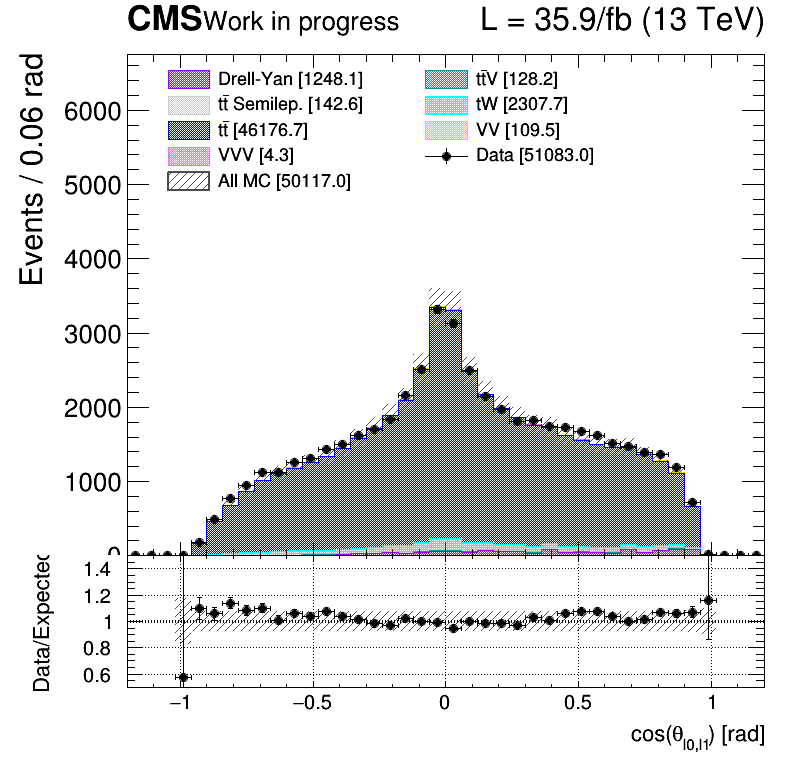 CMS Work in progress L = 35.9/fb (13 TeV)
Events / 0.06 rad
Drell-Yan [1248.1]
tt̄ Semilep. [142.6]
tt̄ [46176.7]
VVV [4.3]
All MC [50117.0]
tt̄V [128.2]
tW [2307.7]
VV [109.5]
Data [51083.0]
6000
5000
4000
3000
2000
1000
0
Data/Expected
1.4
1.2
1
0.8
0.6
−1 −0.5 0 0.5 1
cos(θl0,l1) [rad]